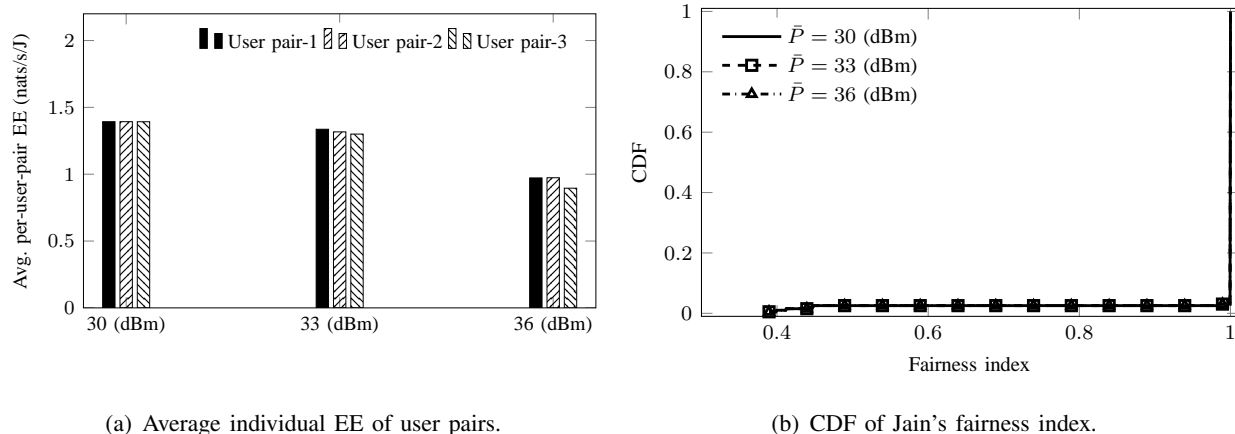 2
1.5
1
0.5
0
Avg. per-user-pair EE (nats/s/J)
User pair-1 User pair-2 User pair-3
30 (dBm) 33 (dBm) 36 (dBm)
(a) Average individual EE of user pairs.
1
0.8
0.6
0.4
0.2
0
CDF
P̄ = 30 (dBm)
P̄ = 33 (dBm)
P̄ = 36 (dBm)
0.4 0.6 0.8 1
Fairness index
(b) CDF of Jain's fairness index.